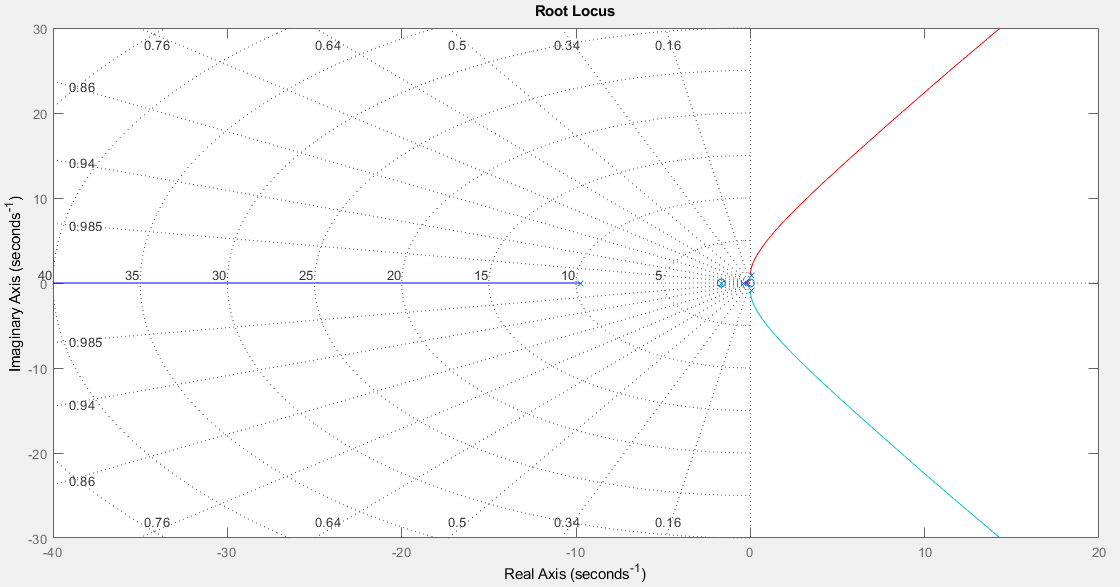 Root Locus
30
20
10
0
-10
-20
-30
Imaginary Axis (seconds-1)
0.76 0.64 0.5 0.34 0.16
0.86
0.94
0.985
40 35 30 25 20 15 10 5
0.985
0.94
0.86
0.76 0.64 0.5 0.34 0.16
-40 -30 -20 -10 0 10 20
Real Axis (seconds-1)